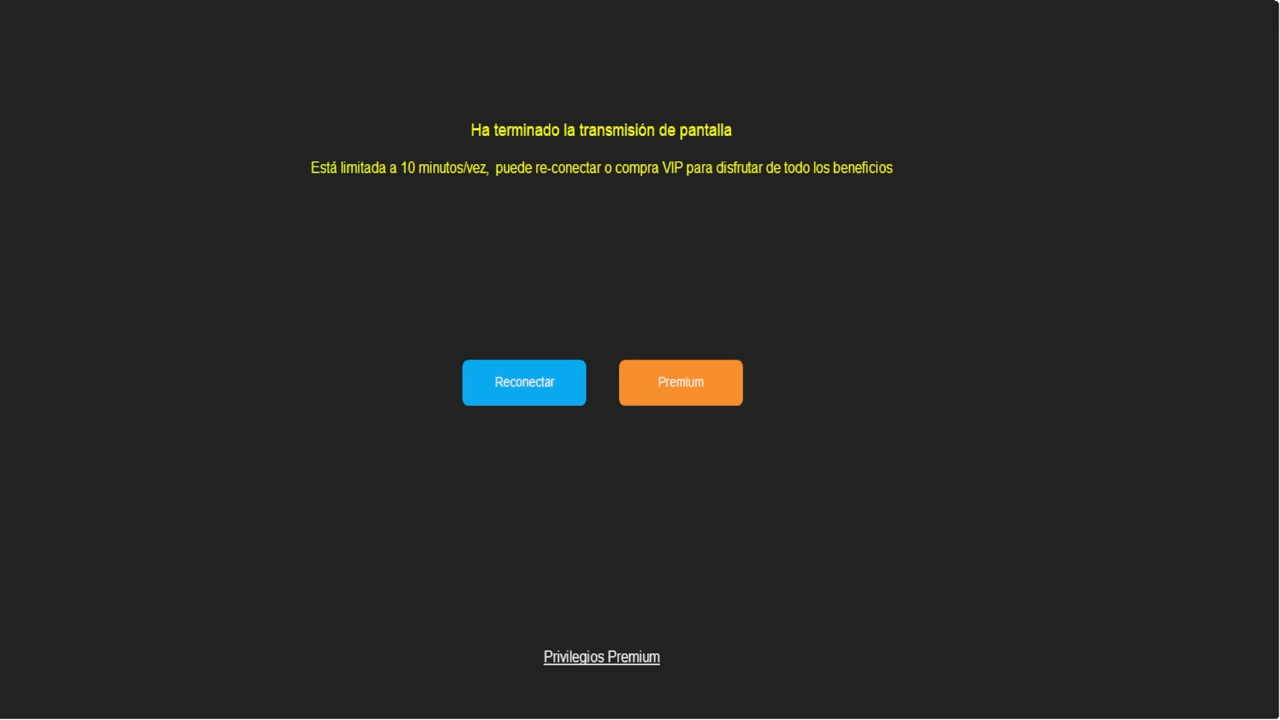 Ha terminado la transmisión de pantalla
Está limitada a 10 minutos/vez, puede re-conectar o compra VIP para disfrutar de todo los beneficios
Reconectar
Premium
Privilegios Premium